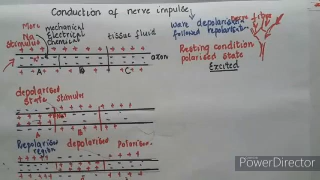 Conduction of nerve impulse
More
Na
Stimulus
mechanical
Electrical
Chemical
tissue fluid
axon
A
B
C
Wave depolarisation
followed repolarisation
Resting condition
polarised state
Excited
depolarised
State stimulus
A
B
Repolarised
region
depolarised
Polarised
PowerDirector